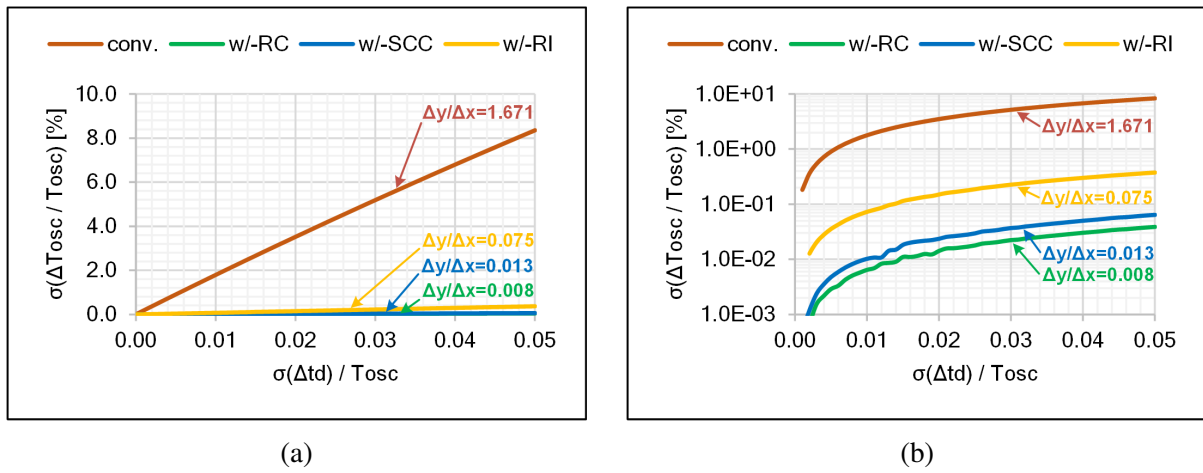 conv. w/-RC w/-SCC w/-RI
10.0
8.0
6.0
4.0
2.0
0.0
σ(ΔTosc / Tosc) [%]
Δy/Δx=1.671
Δy/Δx=0.075
Δy/Δx=0.013
Δy/Δx=0.008
0.00 0.01 0.02 0.03 0.04 0.05
σ(Δtd) / Tosc
(a)
conv. w/-RC w/-SCC w/-RI
1.0E+01
1.0E+00
1.0E-01
1.0E-02
1.0E-03
σ(ΔTosc / Tosc) [%]
Δy/Δx=1.671
Δy/Δx=0.075
Δy/Δx=0.013
Δy/Δx=0.008
0.00 0.01 0.02 0.03 0.04 0.05
σ(Δtd) / Tosc
(b)